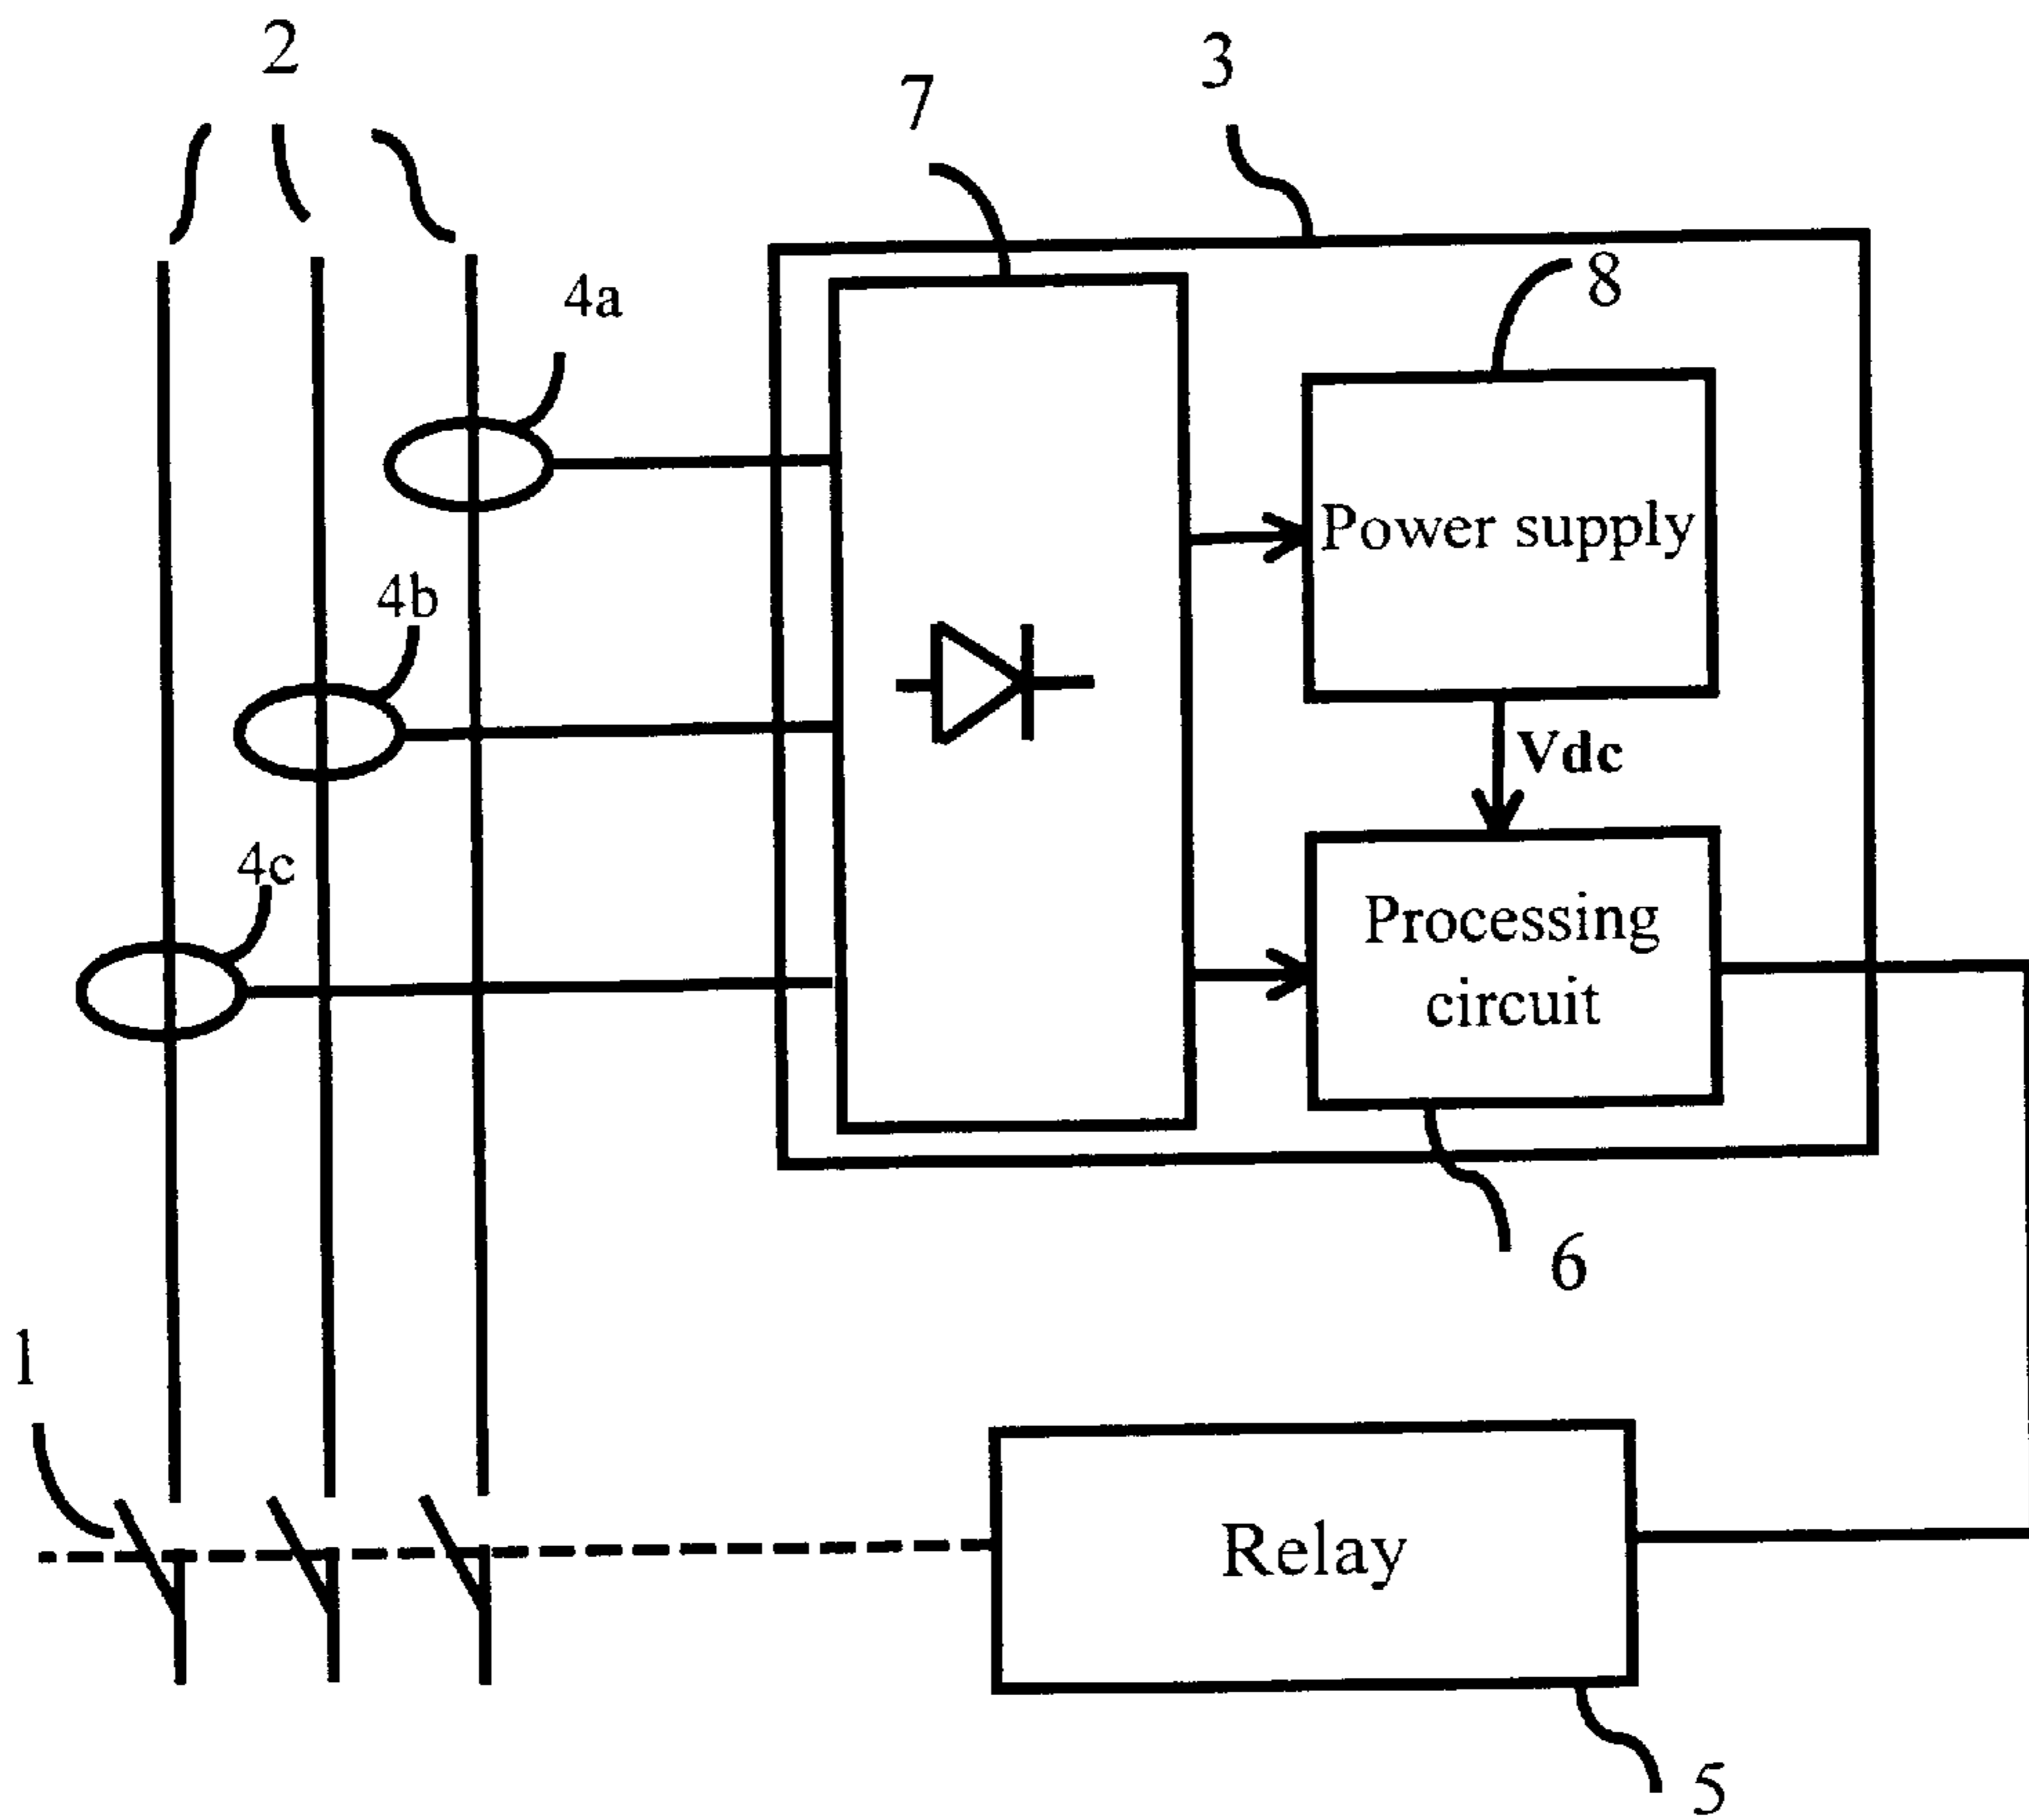 2
3
7
8
4a
Power supply
4b
Vdc
4c
Processing
circuit
6
1
Relay
5